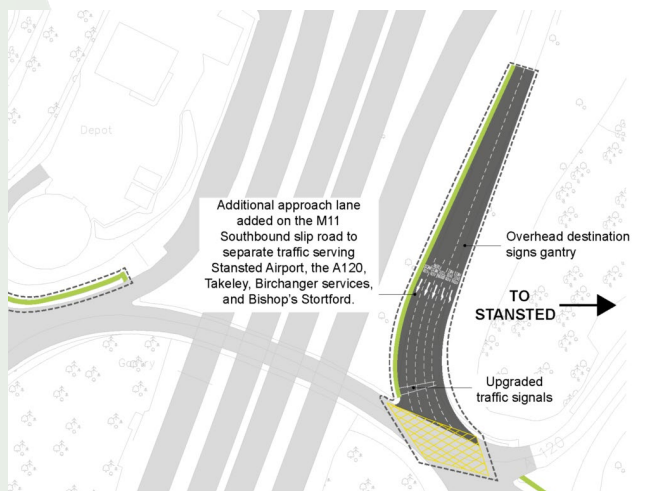 Depot
Additional approach lane
added on the M11
Southbound slip road to
separate traffic serving
Stansted Airport, the A120,
Takeley, Birchanger services,
and Bishop's Stortford.
Overhead destination
signs gantry
TO
STANSTED
Upgraded
traffic signals
A 120